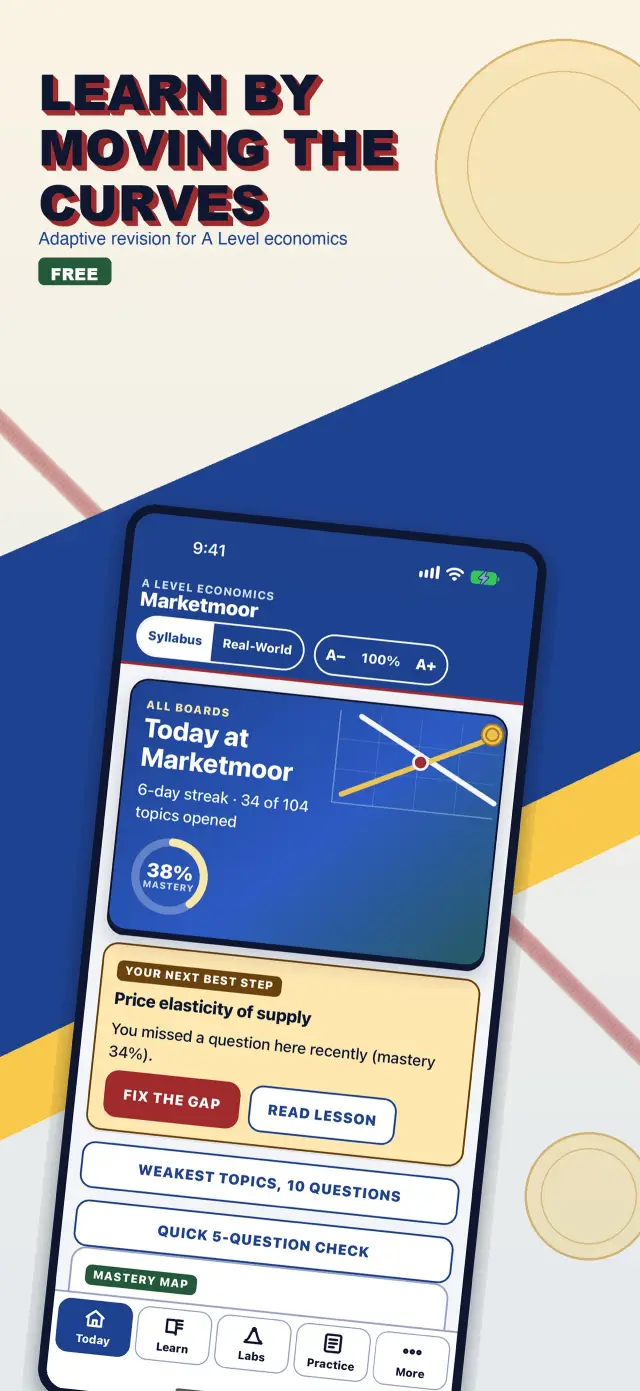 LEARN BY
MOVING THE
CURVES
Adaptive revision for A Level economics
FREE
9:41
A LEVEL ECONOMICS
Marketmoor
Syllabus
Real-World
A−
100%
A+
ALL BOARDS
Today at
Marketmoor
6-day streak · 34 of 104
topics opened
38%
MASTERY
YOUR NEXT BEST STEP
Price elasticity of supply
You missed a question here recently (mastery
34%).
FIX THE GAP
READ LESSON
WEAKEST TOPICS, 10 QUESTIONS
QUICK 5-QUESTION CHECK
MASTERY MAP
Today
Learn
Labs
Practice
More